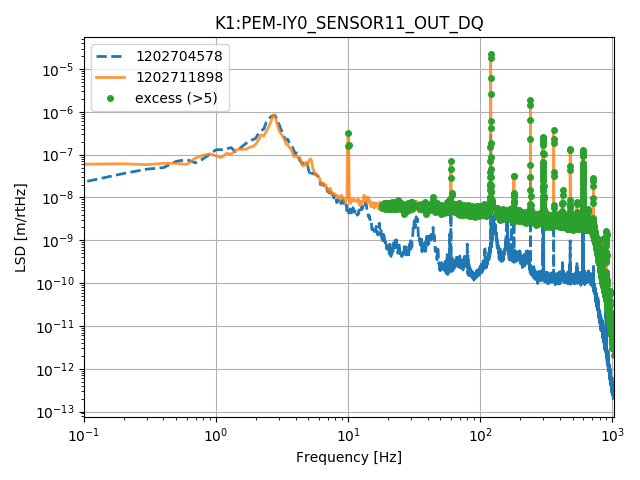 K1:PEM-IY0_SENSOR11_OUT_DQ
1202704578
1202711898
excess (>5)
LSD [m/rtHz]
10⁻⁵
10⁻⁶
10⁻⁷
10⁻⁸
10⁻⁹
10⁻¹⁰
10⁻¹¹
10⁻¹²
10⁻¹³
10⁻¹ 10⁰ 10¹ 10² 10³
Frequency [Hz]